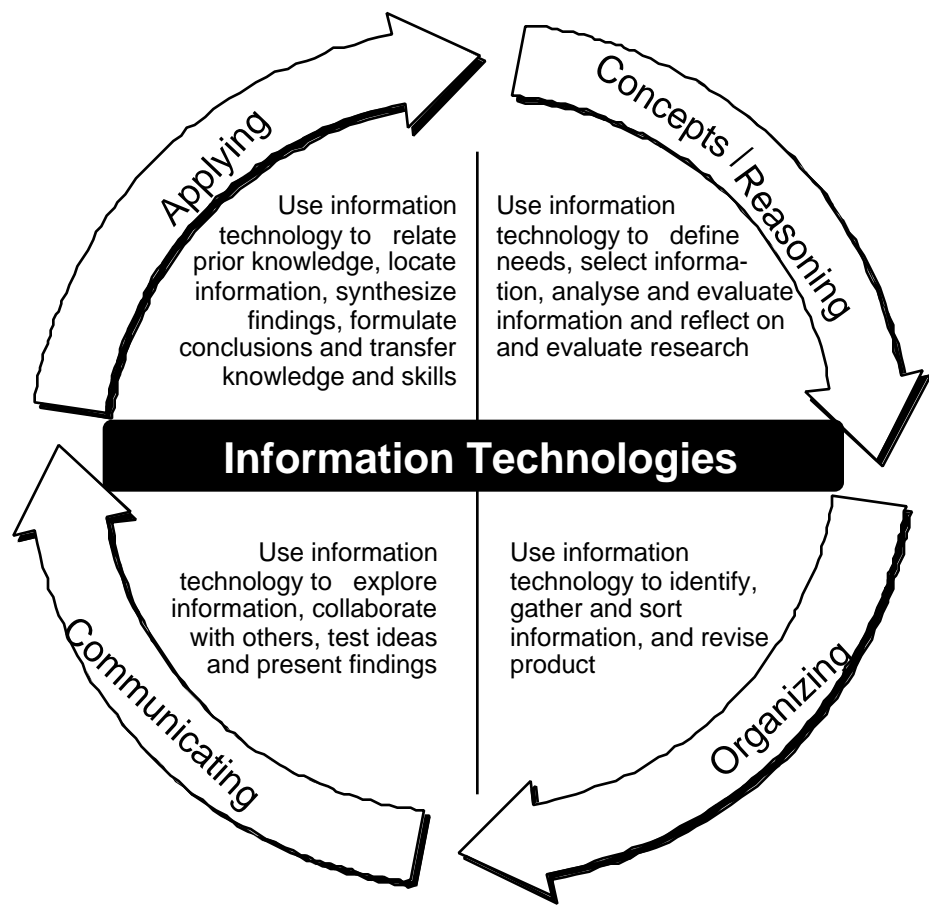 Applying
Concepts / Reasoning
Use information
technology to relate
prior knowledge, locate
information, synthesize
findings, formulate
conclusions and transfer
knowledge and skills
Use information
technology to define
needs, select informa-
tion, analyse and evaluate
information and reflect on
and evaluate research
Information Technologies
Use information
technology to explore
information, collaborate
with others, test ideas
and present findings
Use information
technology to identify,
gather and sort
information, and revise
product
Communicating
Organizing